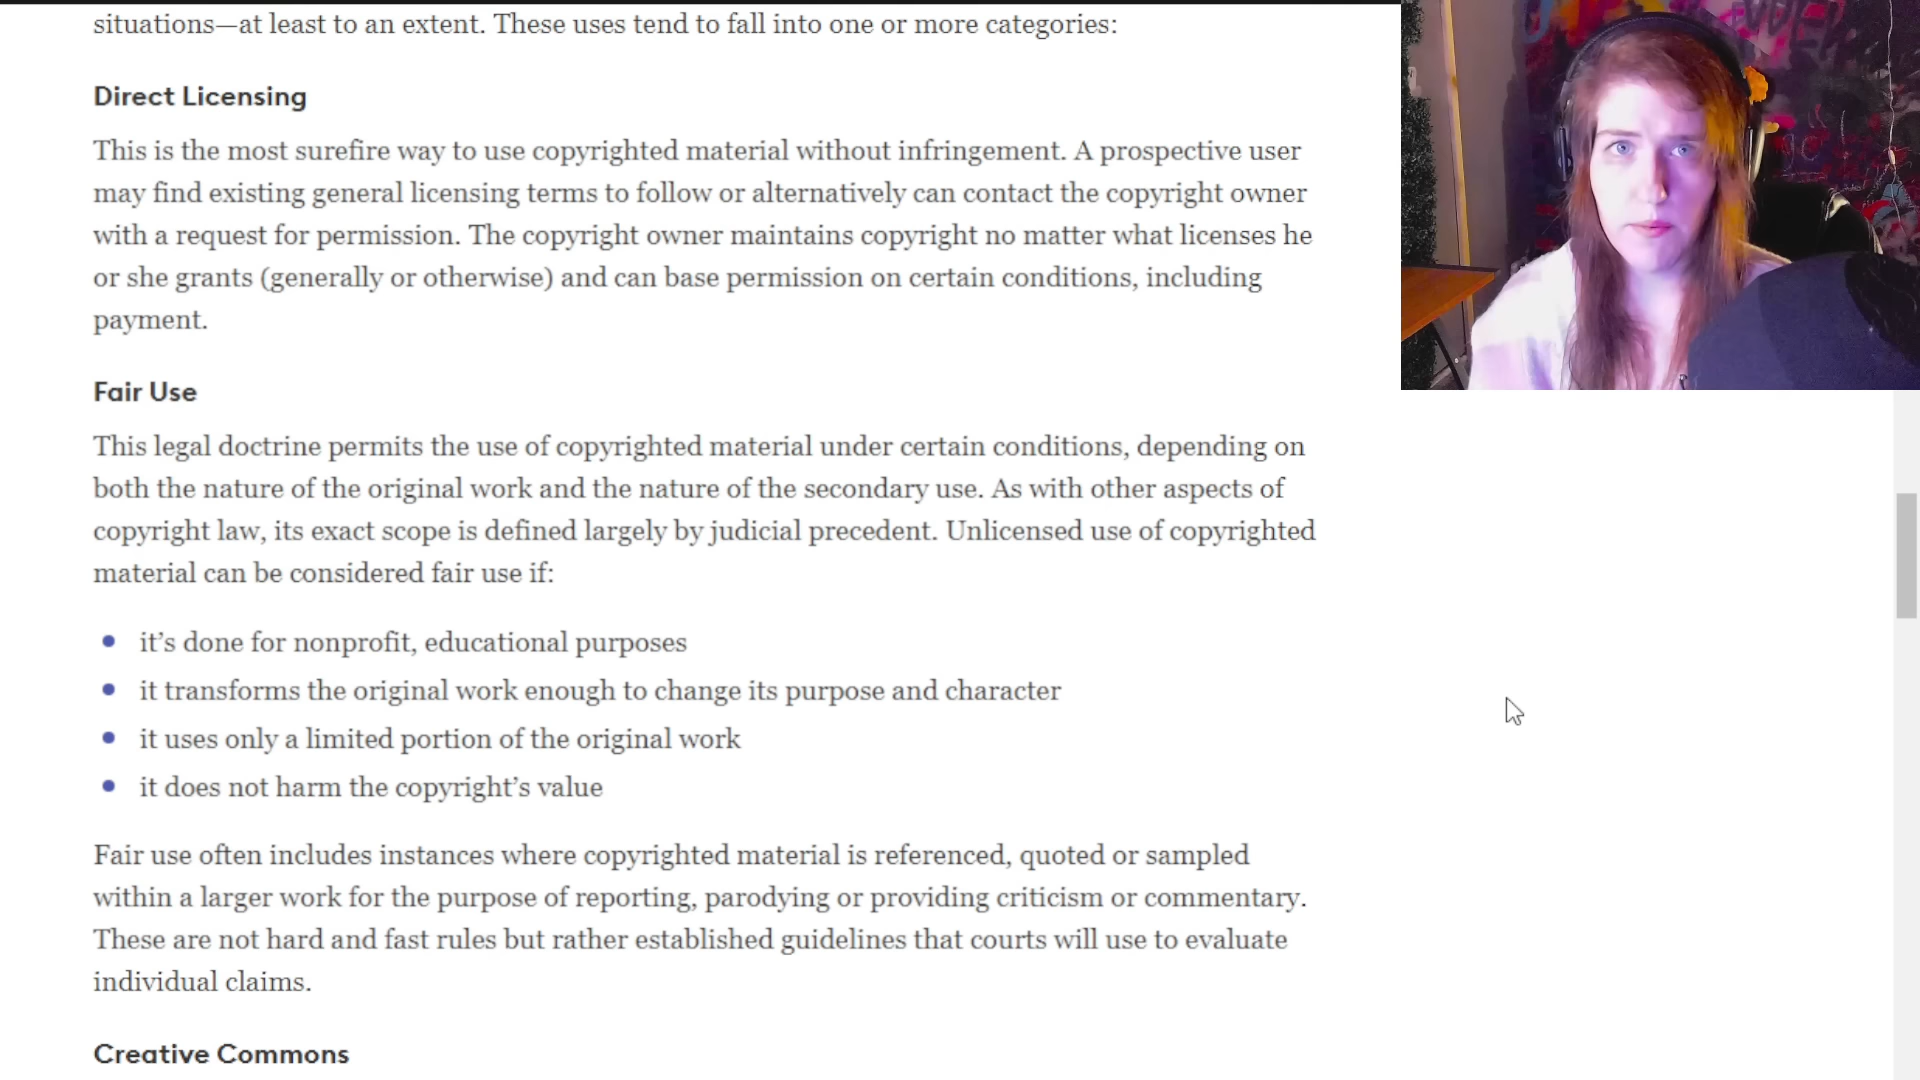 situations—at least to an extent. These uses tend to fall into one or more categories:
Direct Licensing
This is the most surefire way to use copyrighted material without infringement. A prospective user
may find existing general licensing terms to follow or alternatively can contact the copyright owner
with a request for permission. The copyright owner maintains copyright no matter what licenses he
or she grants (generally or otherwise) and can base permission on certain conditions, including
payment.
Fair Use
This legal doctrine permits the use of copyrighted material under certain conditions, depending on
both the nature of the original work and the nature of the secondary use. As with other aspects of
copyright law, its exact scope is defined largely by judicial precedent. Unlicensed use of copyrighted
material can be considered fair use if:
it’s done for nonprofit, educational purposes
it transforms the original work enough to change its purpose and character
it uses only a limited portion of the original work
it does not harm the copyright’s value
Fair use often includes instances where copyrighted material is referenced, quoted or sampled
within a larger work for the purpose of reporting, parodying or providing criticism or commentary.
These are not hard and fast rules but rather established guidelines that courts will use to evaluate
individual claims.
Creative Commons